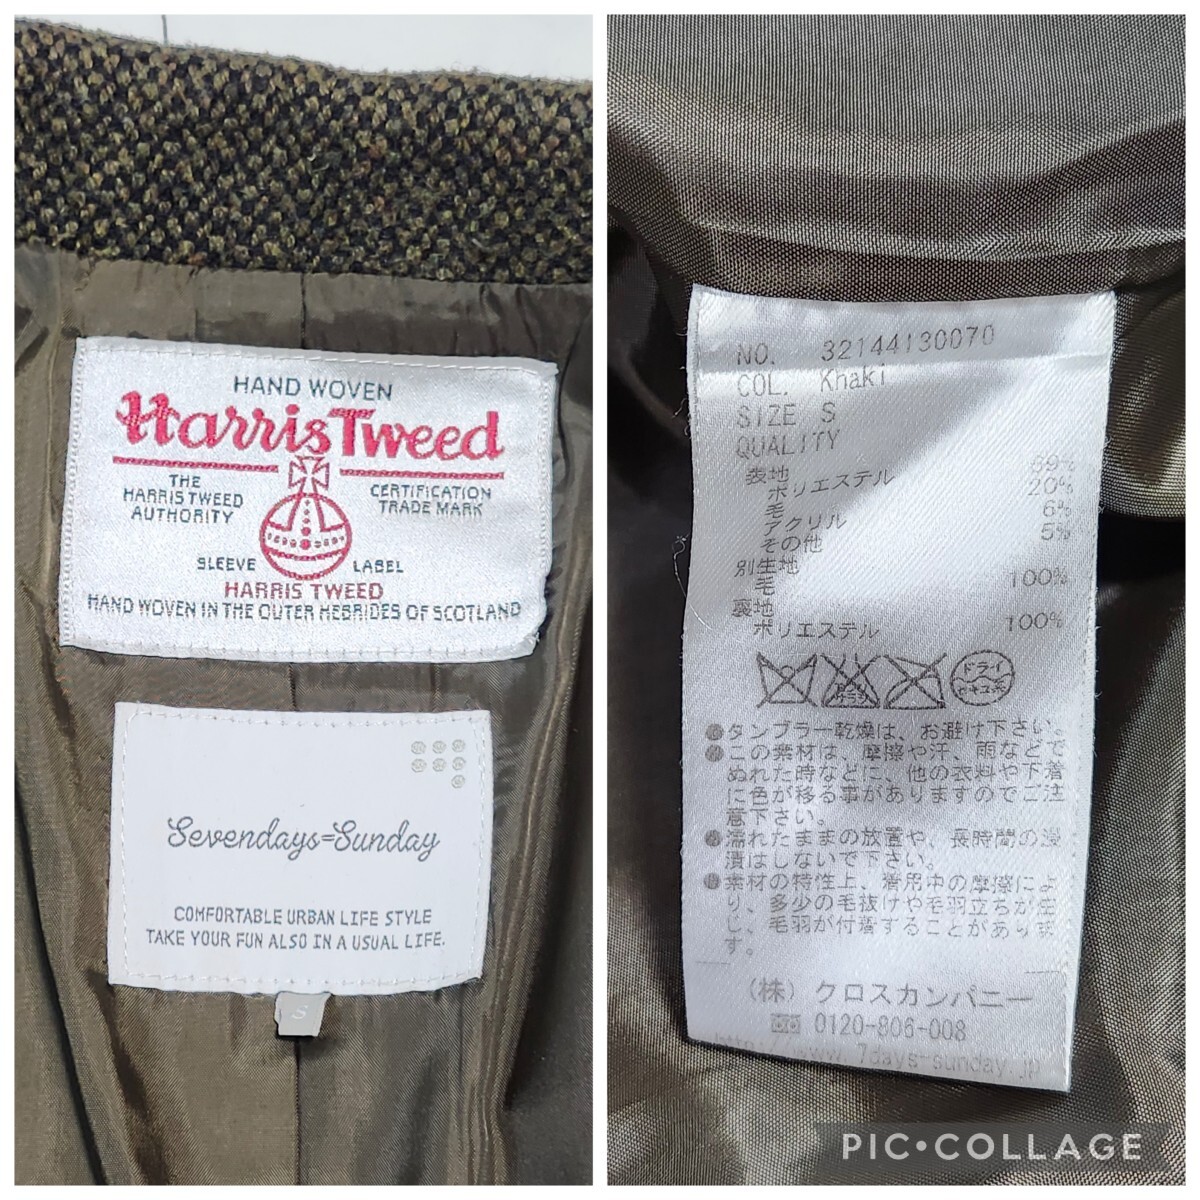 HAND WOVEN
Harris Tweed
THE
HARRIS TWEED
AUTHORITY
CERTIFICATION
TRADE MARK
SLEEVE LABEL
HARRIS TWEED
HAND WOVEN IN THE OUTER HEBRIDES OF SCOTLAND
Sevendays=Sunday
COMFORTABLE URBAN LIFE STYLE
TAKE YOUR FUN ALSO IN A USUAL LIFE.
S
NO. 32144130070
COL. Khaki
SIZE S
QUALITY
表地
ポリエステル 69%
毛 20%
アクリル 6%
その他 5%
別生地
毛 100%
裏地
ポリエステル 100%
ドライ
セキユ系
●タンブラー乾燥は、お避け下さい。
●この素材は、摩擦や汗、雨などで
ぬれた時などに、他の衣料や下着
に色が移る事がありますのでご注
意下さい。
●濡れたままの放置や、長時間の浸
漬はしないで下さい。
●素材の特性上、着用中の摩擦によ
り、多少の毛抜けや毛羽立ちが生
じ、毛羽が付着することがありま
す。
(株) クロスカンパニー
0120-806-008
http://www.7days-sunday.jp
PIC•COLLAGE